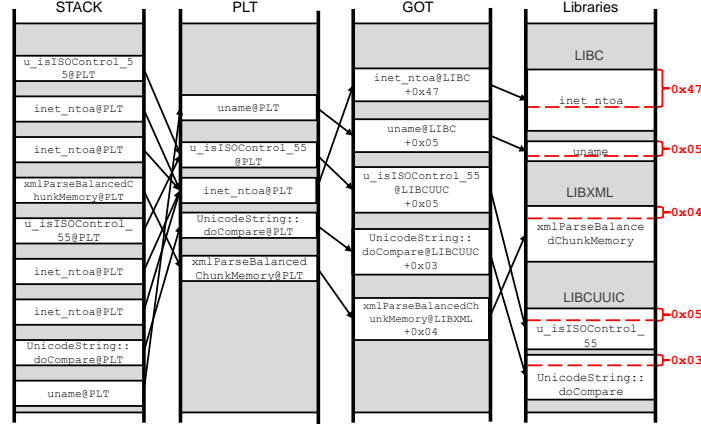 STACK
PLT
GOT
Libraries
u_isISOControl_5
5@PLT
inet_ntoa@PLT
inet_ntoa@PLT
xmlParseBalancedC
hunkMemory@PLT
u_isISOControl_
55@PLT
inet_ntoa@PLT
inet_ntoa@PLT
UnicodeString::
doCompare@PLT
uname@PLT
uname@PLT
u_isISOControl_55
@PLT
inet_ntoa@PLT
UnicodeString::
doCompare@PLT
xmlParseBalanced
ChunkMemory@PLT
inet_ntoa@LIBC
+0x47
uname@LIBC
+0x05
u_isISOControl_55
@LIBCUUC
+0x05
UnicodeString::
doCompare@LIBCUUC
+0x03
xmlParseBalancedCh
unkMemory@LIBXML
+0x04
LIBC
inet_ntoa
0x47
uname
0x05
LIBXML
0x04
xmlParseBalance
dChunkMemory
LIBCUUIC
0x05
u_isISOControl_
55
0x03
UnicodeString::
doCompare